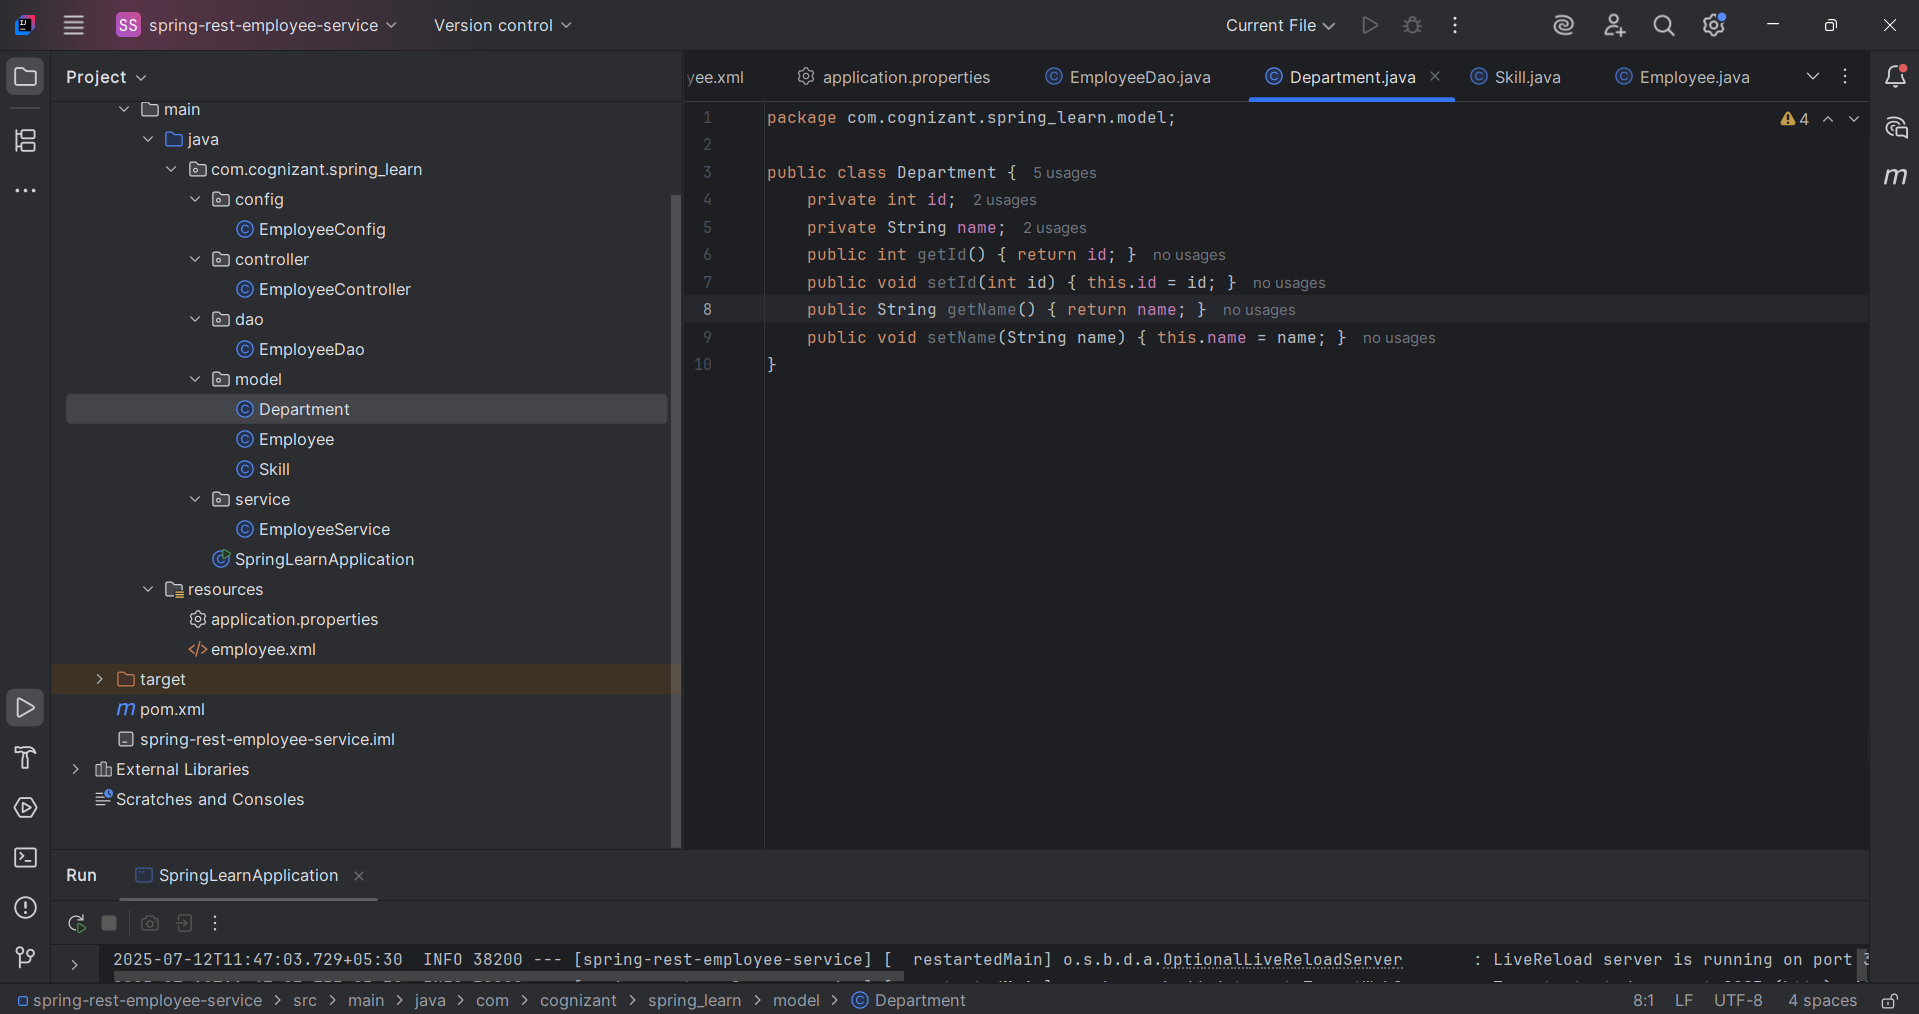 SS spring-rest-employee-service
Version control
Current File
Project
main
java
com.cognizant.spring_learn
config
EmployeeConfig
controller
EmployeeController
dao
EmployeeDao
model
Department
Employee
Skill
service
EmployeeService
SpringLearnApplication
resources
application.properties
</> employee.xml
target
m pom.xml
spring-rest-employee-service.iml
External Libraries
Scratches and Consoles
yee.xml
application.properties
EmployeeDao.java
Department.java
Skill.java
Employee.java
4
1 package com.cognizant.spring_learn.model;
2
3 public class Department { 5 usages
4 private int id; 2 usages
5 private String name; 2 usages
6 public int getId() { return id; } no usages
7 public void setId(int id) { this.id = id; } no usages
8 public String getName() { return name; } no usages
9 public void setName(String name) { this.name = name; } no usages
10 }
m
Run
SpringLearnApplication
2025-07-12T11:47:03.729+05:30 INFO 38200 --- [spring-rest-employee-service] [ restartedMain] o.s.b.d.a.OptionalLiveReloadServer : LiveReload server is running on port 3
spring-rest-employee-service > src > main > java > com > cognizant > spring_learn > model > Department
8:1 LF UTF-8 4 spaces